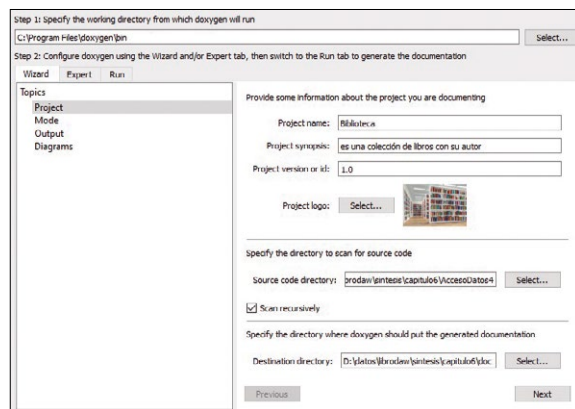 Step 1: Specify the working directory from which doxygen will run
C:\Program Files\doxygen\bin
Select...
Step 2: Configure doxygen using the Wizard and/or Expert tab, then switch to the Run tab to generate the documentation
Wizard Expert Run
Topics
Project
Mode
Output
Diagrams
Provide some information about the project you are documenting
Project name: Biblioteca
Project synopsis: es una colección de libros con su autor
Project version or id: 1.0
Project logo: Select...
Specify the directory to scan for source code
Source code directory: brodaw\sintesis\capitulo6\AccesoDatos4 Select...
Scan recursively
Specify the directory where doxygen should put the generated documentation
Destination directory: D:\datos\librodaw\sintesis\capitulo6\doc Select...
Previous Next